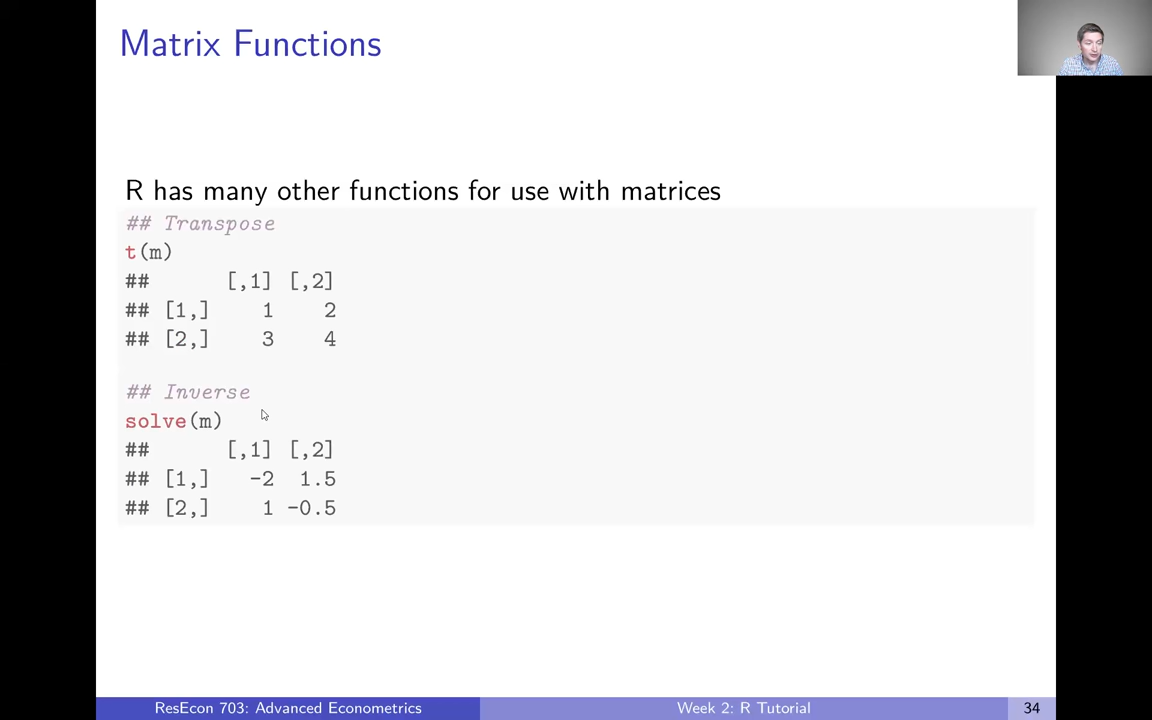 Matrix Functions
R has many other functions for use with matrices
## Transpose
t(m)
## [,1] [,2]
## [1,] 1 2
## [2,] 3 4
## Inverse
solve(m)
## [,1] [,2]
## [1,] -2 1.5
## [2,] 1 -0.5
ResEcon 703: Advanced Econometrics
Week 2: R Tutorial
34